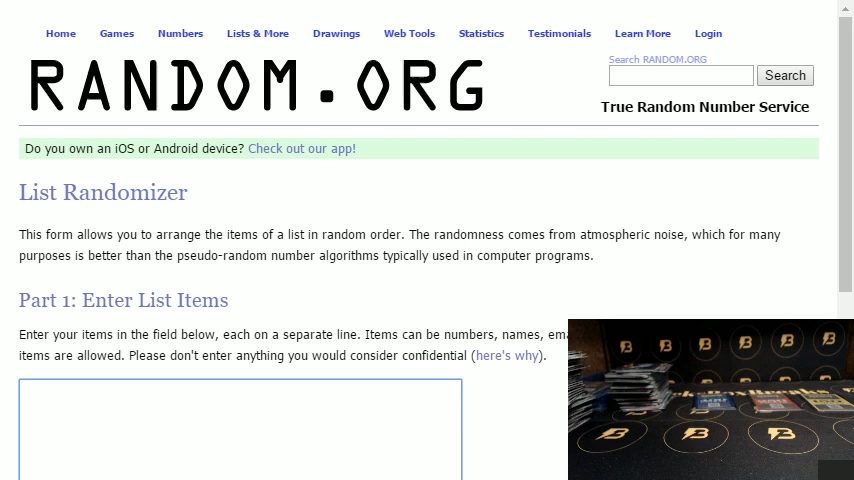 Home Games Numbers Lists & More Drawings Web Tools Statistics Testimonials Learn More Login
RANDOM.ORG
Search RANDOM.ORG
Search
True Random Number Service
Do you own an iOS or Android device? Check out our app!
List Randomizer
This form allows you to arrange the items of a list in random order. The randomness comes from atmospheric noise, which for many
purposes is better than the pseudo-random number algorithms typically used in computer programs.
Part 1: Enter List Items
Enter your items in the field below, each on a separate line. Items can be numbers, names, ema
items are allowed. Please don't enter anything you would consider confidential (here's why).